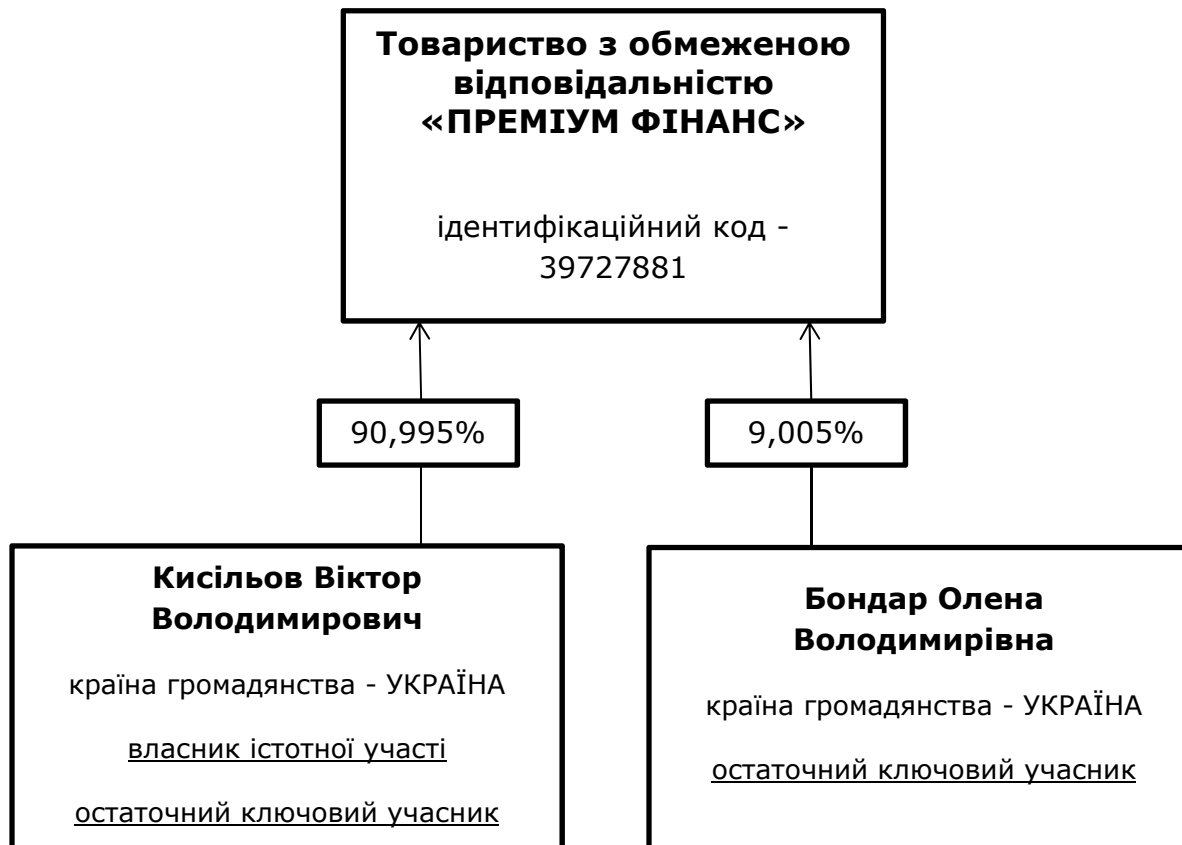 Товариство з обмеженою
відповідальністю
«ПРЕМІУМ ФІНАНС»
ідентифікаційний код -
39727881
90,995%
9,005%
Кисільов Віктор
Володимирович
країна громадянства - УКРАЇНА
власник істотної участі
остаточний ключовий учасник
Бондар Олена
Володимирівна
країна громадянства - УКРАЇНА
остаточний ключовий учасник